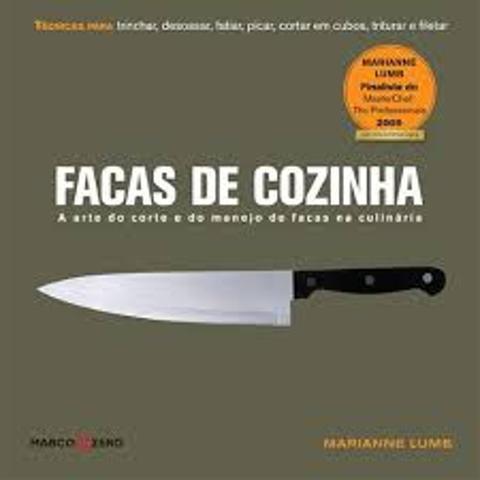 TÉCNICAS PARA trinchar, desossar, fatiar, picar, cortar em cubos, triturar e filetar
MARIANNE
LUMB
Finalista do
MasterChef
The Professionals
2009
FACAS DE COZINHA
A arte do corte e do manejo de facas na culinária
MARCO ZERO
MARIANNE LUMB